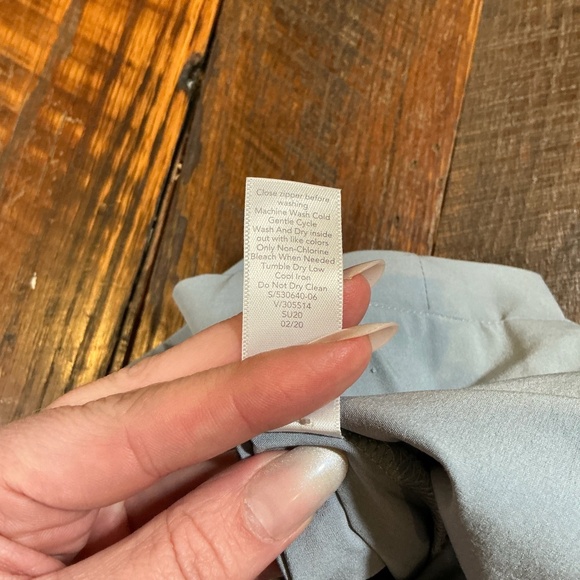 Close zipper before
washing
Machine Wash Cold
Gentle Cycle
Wash And Dry inside
out with like colors
Only Non-Chlorine
Bleach When Needed
Tumble Dry Low
Cool Iron
Do Not Dry Clean
S/530640-06
V/305514
SU20
02/20